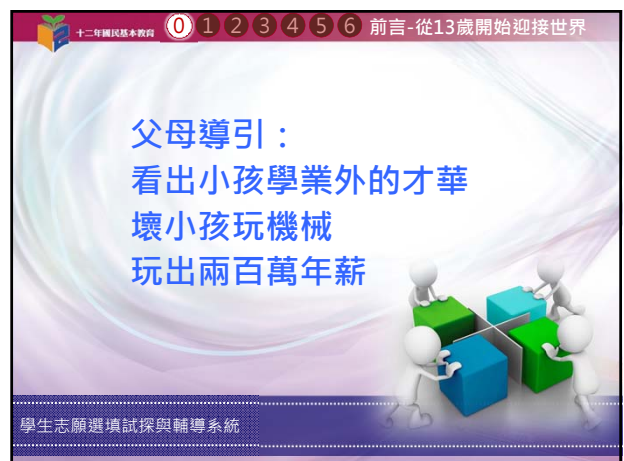 十二年國民基本教育 0 1 2 3 4 5 6 前言-從13歲開始迎接世界
父母導引：
看出小孩學業外的才華
壞小孩玩機械
玩出兩百萬年薪
學生志願選填試探與輔導系統